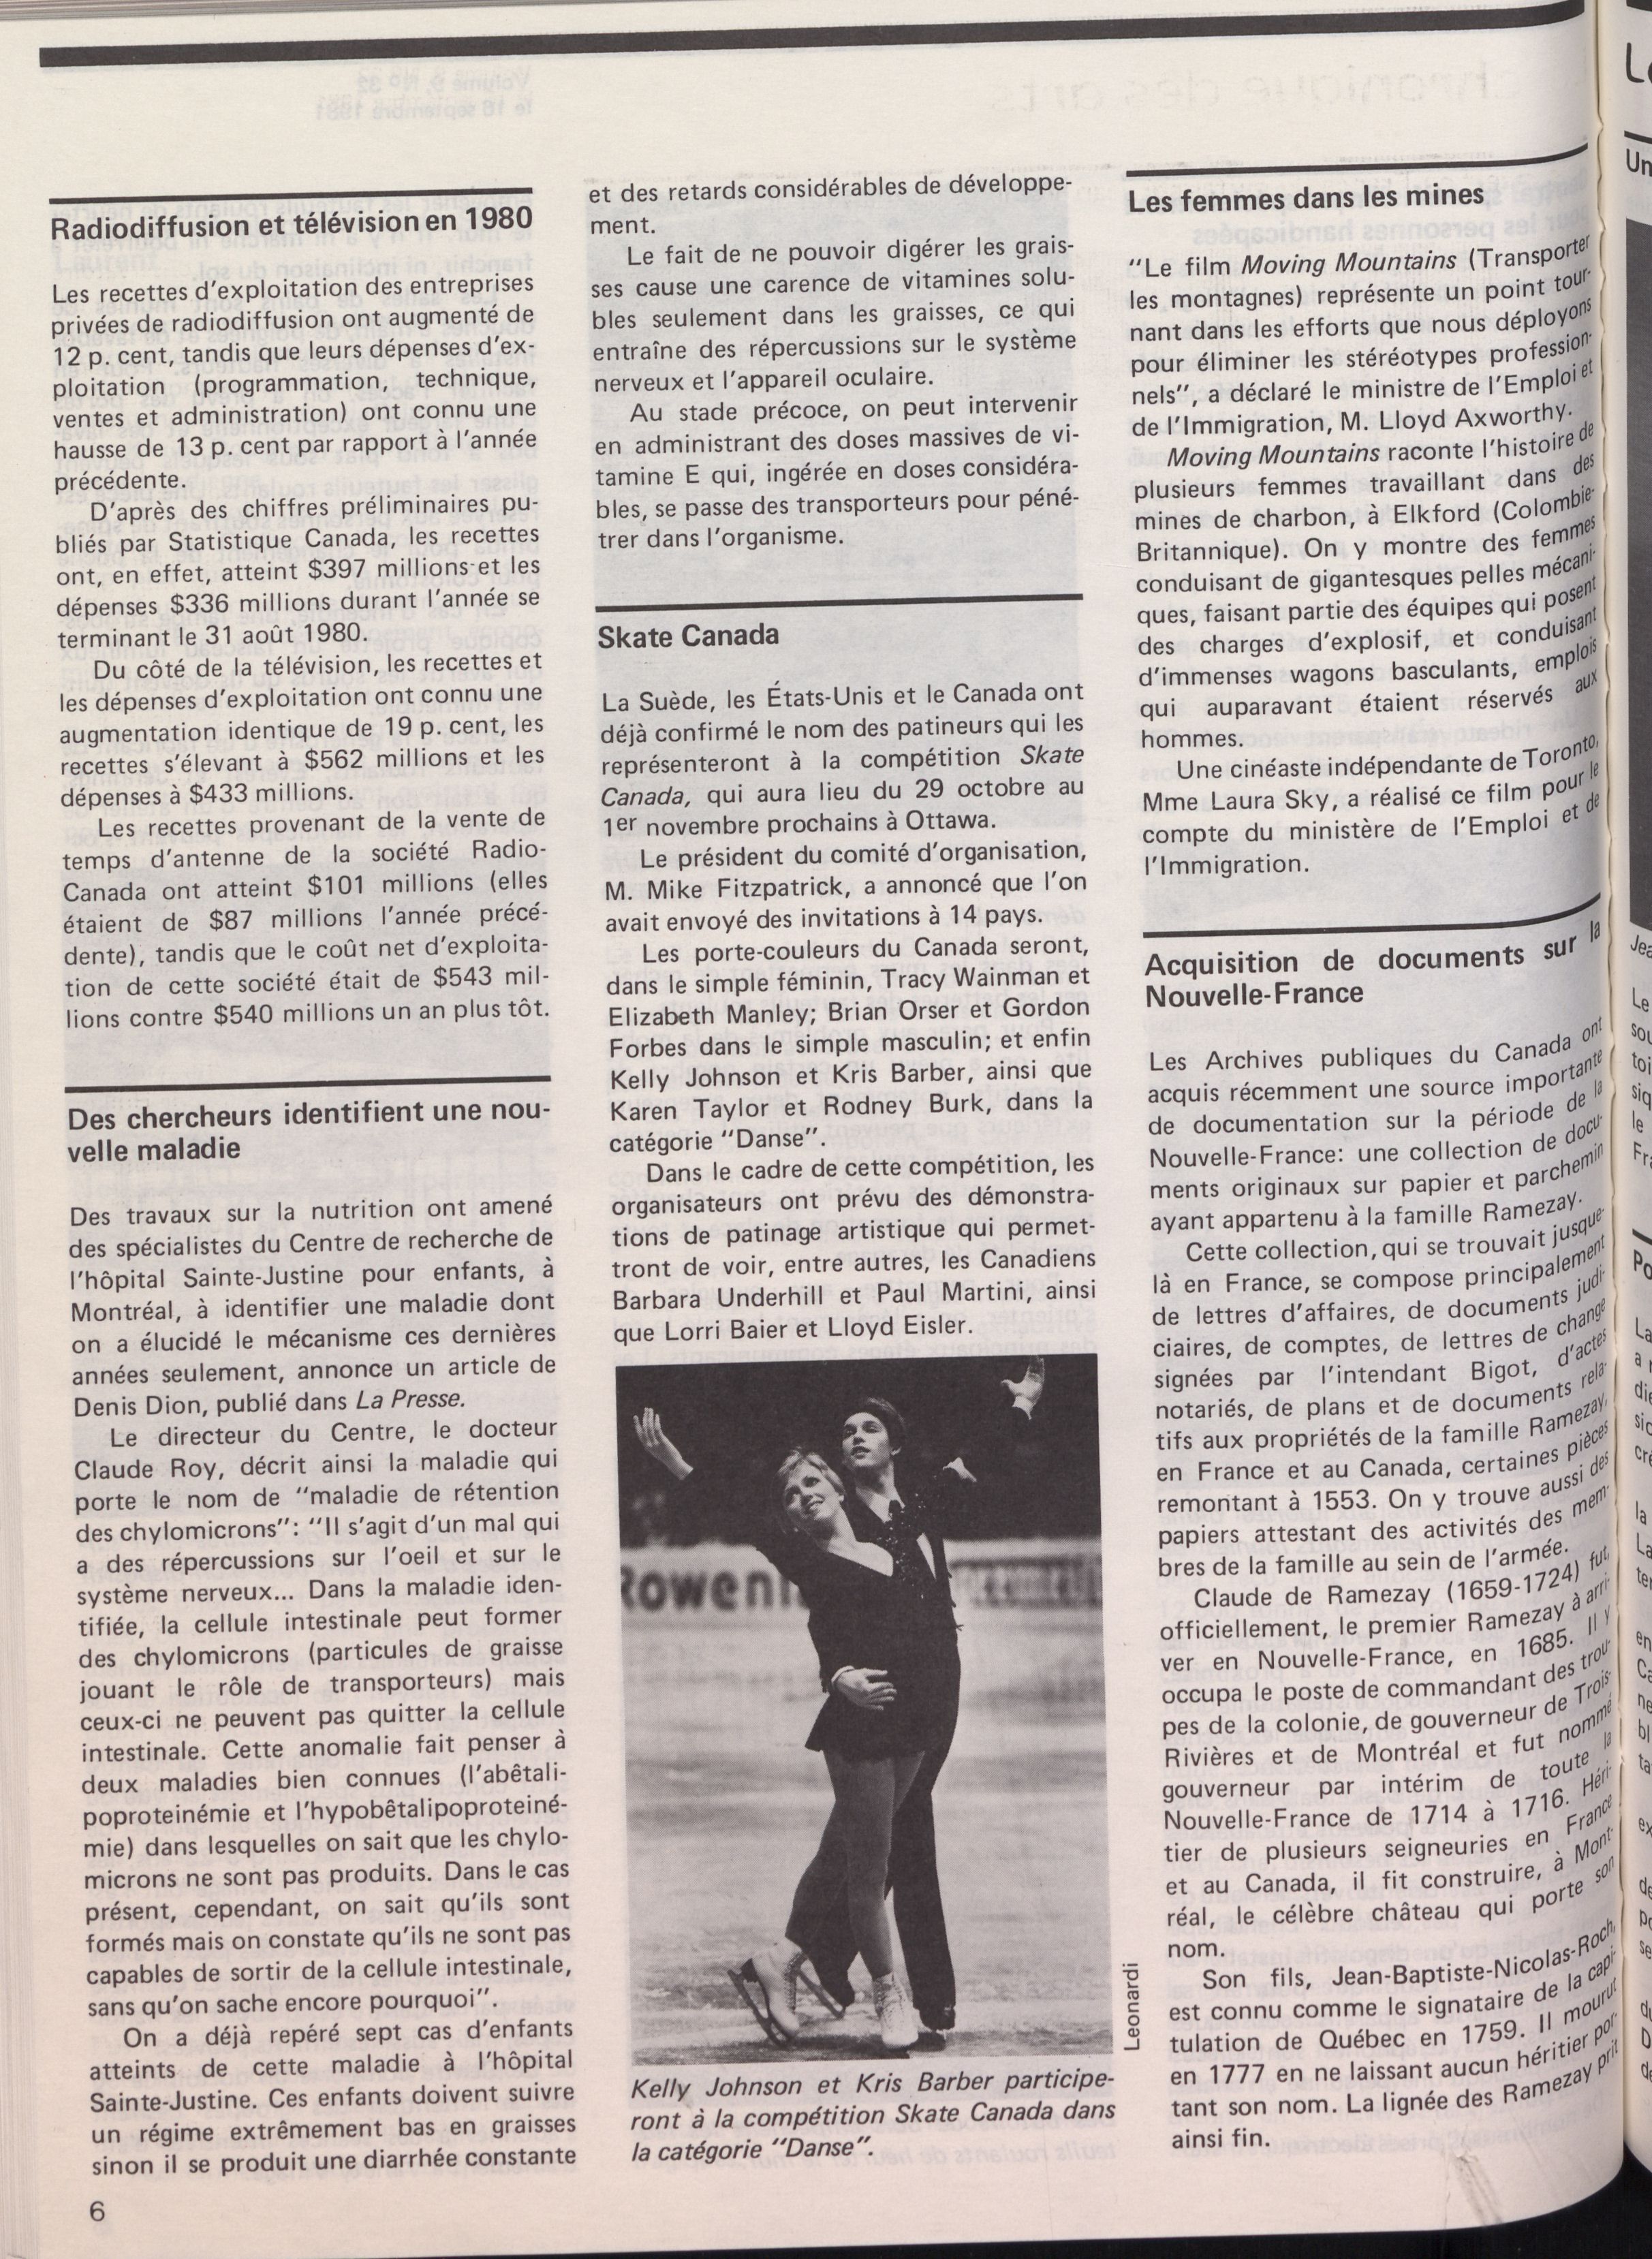 Radiodiffusion et télévision en 1980
Les recettes d'exploitation des entreprises
privées de radiodiffusion ont augmenté de
12 p. cent, tandis que leurs dépenses d'ex-
ploitation (programmation, technique,
ventes et administration) ont connu une
hausse de 13 p. cent par rapport à l'année
précédente.
D'après des chiffres préliminaires pu-
bliés par Statistique Canada, les recettes
ont, en effet, atteint $397 millions et les
dépenses $336 millions durant l'année se
terminant le 31 août 1980.
Du côté de la télévision, les recettes et
les dépenses d'exploitation ont connu une
augmentation identique de 19 p. cent, les
recettes s'élevant à $562 millions et les
dépenses à $433 millions.
Les recettes provenant de la vente de
temps d'antenne de la société Radio-
Canada ont atteint $101 millions (elles
étaient de $87 millions l'année précé-
dente), tandis que le coût net d'exploita-
tion de cette société était de $543 mil-
lions contre $540 millions un an plus tôt.
Des chercheurs identifient une nou-
velle maladie
Des travaux sur la nutrition ont amené
des spécialistes du Centre de recherche de
l'hôpital Sainte-Justine pour enfants, à
Montréal, à identifier une maladie dont
on a élucidé le mécanisme ces dernières
années seulement, annonce un article de
Denis Dion, publié dans La Presse.
Le directeur du Centre, le docteur
Claude Roy, décrit ainsi la maladie qui
porte le nom de "maladie de rétention
des chylomicrons": "Il s'agit d'un mal qui
a des répercussions sur l'oeil et sur le
système nerveux... Dans la maladie iden-
tifiée, la cellule intestinale peut former
des chylomicrons (particules de graisse
jouant le rôle de transporteurs) mais
ceux-ci ne peuvent pas quitter la cellule
intestinale. Cette anomalie fait penser à
deux maladies bien connues (l'abêtali-
poproteinémie et l'hypobêtalipoproteiné-
mie) dans lesquelles on sait que les chylo-
microns ne sont pas produits. Dans le cas
présent, cependant, on sait qu'ils sont
formés mais on constate qu'ils ne sont pas
capables de sortir de la cellule intestinale,
sans qu'on sache encore pourquoi".
On a déjà repéré sept cas d'enfants
atteints de cette maladie à l'hôpital
Sainte-Justine. Ces enfants doivent suivre
un régime extrêmement bas en graisses
sinon il se produit une diarrhée constante
6
et des retards considérables de développe-
ment.
Le fait de ne pouvoir digérer les grais-
ses cause une carence de vitamines solu-
bles seulement dans les graisses, ce qui
entraîne des répercussions sur le système
nerveux et l'appareil oculaire.
Au stade précoce, on peut intervenir
en administrant des doses massives de vi-
tamine E qui, ingérée en doses considéra-
bles, se passe des transporteurs pour péné-
trer dans l'organisme.
Skate Canada
La Suède, les États-Unis et le Canada ont
déjà confirmé le nom des patineurs qui les
représenteront à la compétition Skate
Canada, qui aura lieu du 29 octobre au
1er novembre prochains à Ottawa.
Le président du comité d'organisation,
M. Mike Fitzpatrick, a annoncé que l'on
avait envoyé des invitations à 14 pays.
Les porte-couleurs du Canada seront,
dans le simple féminin, Tracy Wainman et
Elizabeth Manley; Brian Orser et Gordon
Forbes dans le simple masculin; et enfin
Kelly Johnson et Kris Barber, ainsi que
Karen Taylor et Rodney Burk, dans la
catégorie "Danse".
Dans le cadre de cette compétition, les
organisateurs ont prévu des démonstra-
tions de patinage artistique qui permet-
tront de voir, entre autres, les Canadiens
Barbara Underhill et Paul Martini, ainsi
que Lorri Baier et Lloyd Eisler.
Rowen
Leonardi
Kelly Johnson et Kris Barber participe-
ront à la compétition Skate Canada dans
la catégorie "Danse".
Les femmes dans les mines
"Le film Moving Mountains (Transporter
les montagnes) représente un point tour-
nant dans les efforts que nous déployons
pour éliminer les stéréotypes profession-
nels", a déclaré le ministre de l'Emploi et
de l'Immigration, M. Lloyd Axworthy.
Moving Mountains raconte l'histoire de
plusieurs femmes travaillant dans des
mines de charbon, à Elkford (Colombie-
Britannique). On y montre des femmes
conduisant de gigantesques pelles mécani-
ques, faisant partie des équipes qui posent
des charges d'explosif, et conduisant
d'immenses wagons basculants, emplois
qui auparavant étaient réservés aux
hommes.
Une cinéaste indépendante de Toronto,
Mme Laura Sky, a réalisé ce film pour le
compte du ministère de l'Emploi et de
l'Immigration.
Acquisition de documents sur la
Nouvelle-France
Les Archives publiques du Canada ont
acquis récemment une source importante
de documentation sur la période de la
Nouvelle-France: une collection de docu-
ments originaux sur papier et parchemin
ayant appartenu à la famille Ramezay.
Cette collection, qui se trouvait jusque-
là en France, se compose principalement
de lettres d'affaires, de documents judi-
ciaires, de comptes, de lettres de change
signées par l'intendant Bigot, d'actes
notariés, de plans et de documents rela-
tifs aux propriétés de la famille Ramezay,
en France et au Canada, certaines pièces
remontant à 1553. On y trouve aussi des
papiers attestant des activités des mem-
bres de la famille au sein de l'armée.
Claude de Ramezay (1659-1724) fut,
officiellement, le premier Ramezay à arri-
ver en Nouvelle-France, en 1685. Il y
occupa le poste de commandant des trou-
pes de la colonie, de gouverneur de Trois-
Rivières et de Montréal et fut nommé
gouverneur par intérim de toute la
Nouvelle-France de 1714 à 1716. Héri-
tier de plusieurs seigneuries en France
et au Canada, il fit construire, à Mont-
réal, le célèbre château qui porte son
nom.
Son fils, Jean-Baptiste-Nicolas-Roch,
est connu comme le signataire de la capi-
tulation de Québec en 1759. Il mourut
en 1777 en ne laissant aucun héritier por-
tant son nom. La lignée des Ramezay prit
ainsi fin.